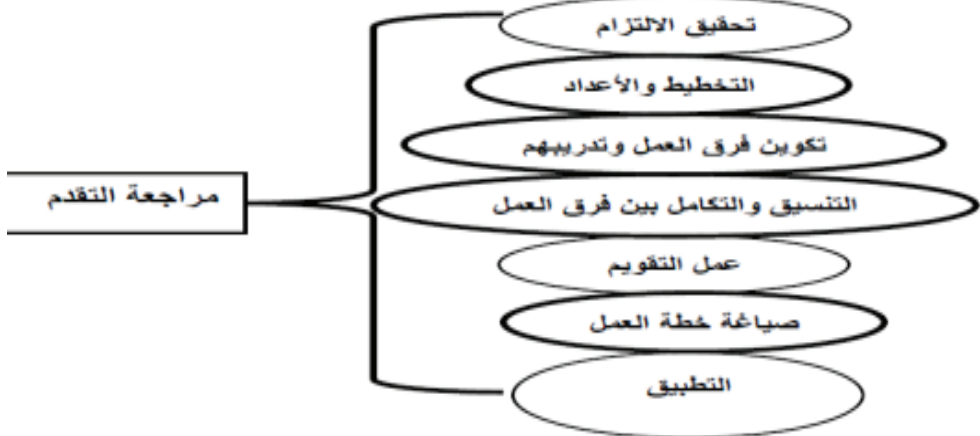 تحقيق الالتزام
التخطيط والأعداد
تكوين فرق العمل وتدريبهم
التنسيق والتكامل بين فرق العمل
عمل التقويم
صياغة خطة العمل
التطبيق
مراجعة التقدم